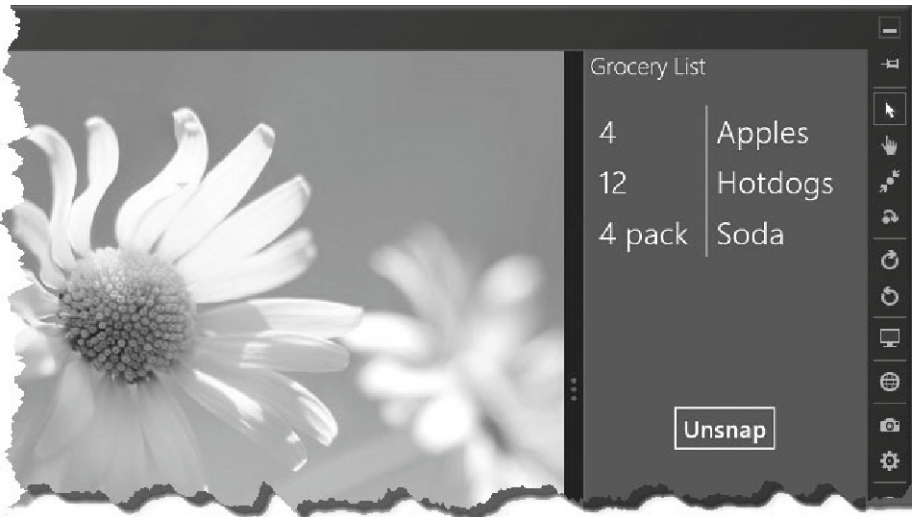 Grocery List
4 Apples
12 Hotdogs
4 pack Soda
Unsnap